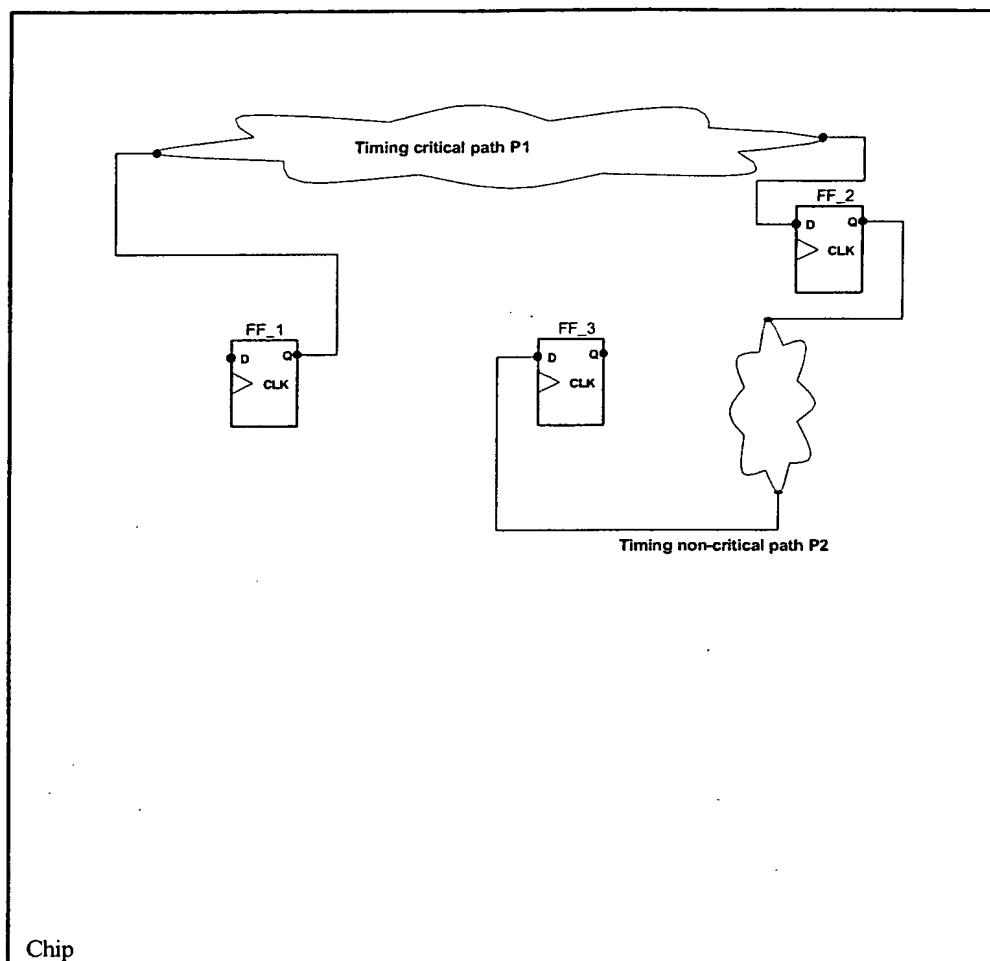 Timing critical path P1
FF_2
D Q
CLK
FF_1
D Q
CLK
FF_3
D Q
CLK
Timing non-critical path P2
Chip